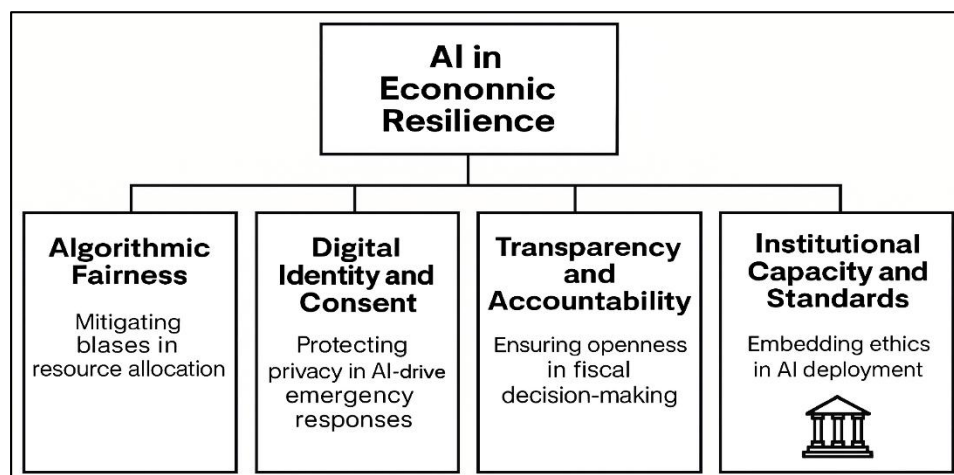 AI in
Econonnic
Resilience
Algorithmic
Fairness
Mitigating
blases in
resource allocation
Digital
Identity and
Consent
Protecting
privacy in AI-drive
emergency
responses
Transparency
and
Accountability
Ensuring openness
in fiscal
decision-making
Institutional
Capacity and
Standards
Embedding ethics
in AI deployment